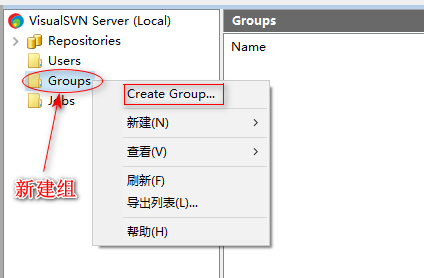 VisualSVN Server (Local)
Repositories
Users
Groups
Jobs
新建组
Create Group...
新建(N)
查看(V)
刷新(F)
导出列表(L)...
帮助(H)
Groups
Name